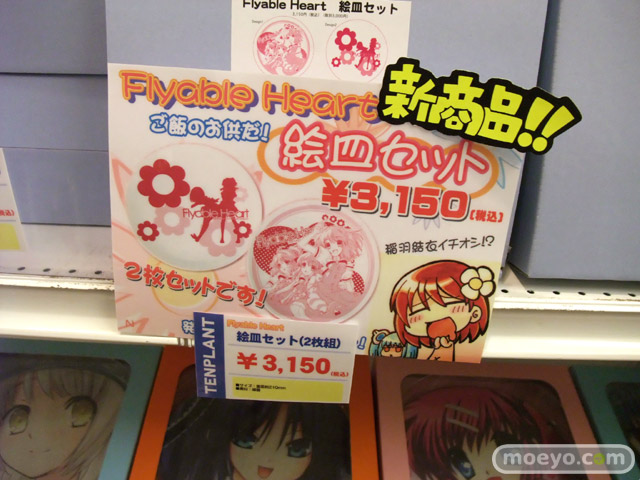 Flyable Heart 絵皿セット
Flyable Heart
新商品!!
ご飯のお供だ!
絵皿セット
¥3,150(税込)
Flyable Heart
稲羽結衣イチオシ!?
2枚セットです!
TENPLANT
Flyable Heart
絵皿セット(2枚組)
¥3,150(税込)
moeyo.com